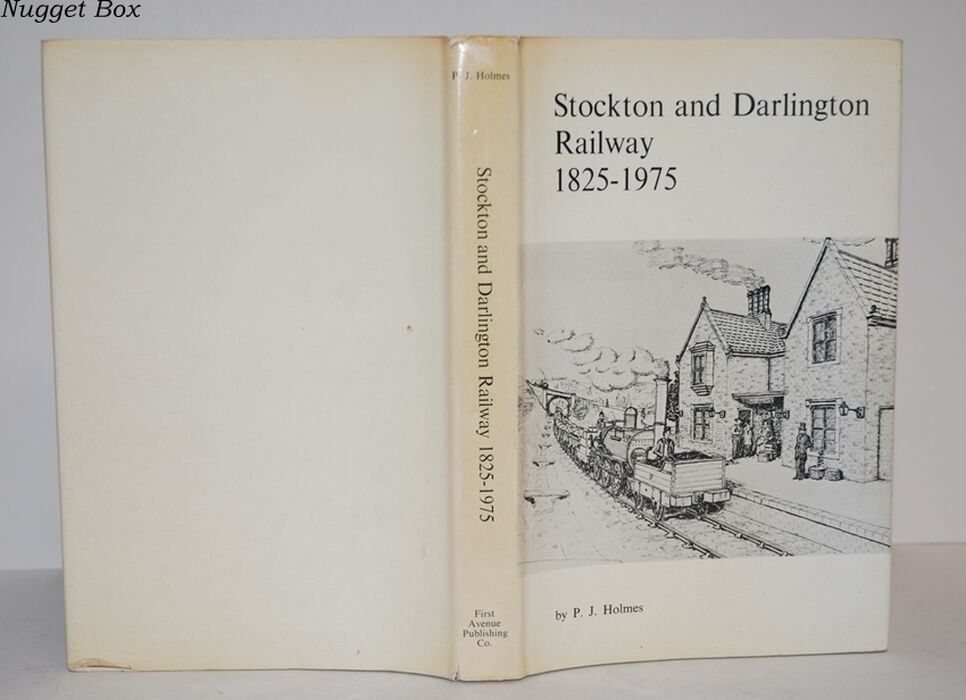 Nugget Box
P. J. Holmes
Stockton and Darlington Railway 1825-1975
First
Avenue
Publishing
Co.
Stockton and Darlington
Railway
1825-1975
by P. J. Holmes